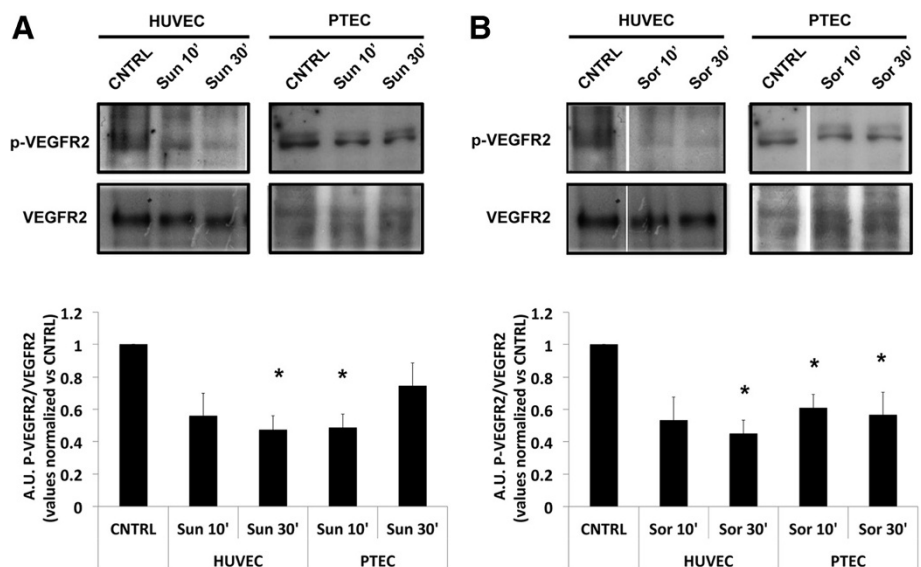 A
HUVEC
PTEC
CNTRL
Sun 10'
Sun 30'
CNTRL
Sun 10'
Sun 30'
p-VEGFR2
VEGFR2
1.2
1
0.8
0.6
0.4
0.2
0
A.U. P-VEGFR2/VEGFR2
(values normalized vs CNTRL)
*
*
CNTRL
Sun 10'
Sun 30'
Sun 10'
Sun 30'
HUVEC
PTEC
B
HUVEC
PTEC
CNTRL
Sor 10'
Sor 30'
CNTRL
Sor 10'
Sor 30'
p-VEGFR2
VEGFR2
1.2
1
0.8
0.6
0.4
0.2
0
A.U. P-VEGFR2/VEGFR2
(values normalized vs CNTRL)
*
*
*
CNTRL
Sor 10'
Sor 30'
Sor 10'
Sor 30'
HUVEC
PTEC